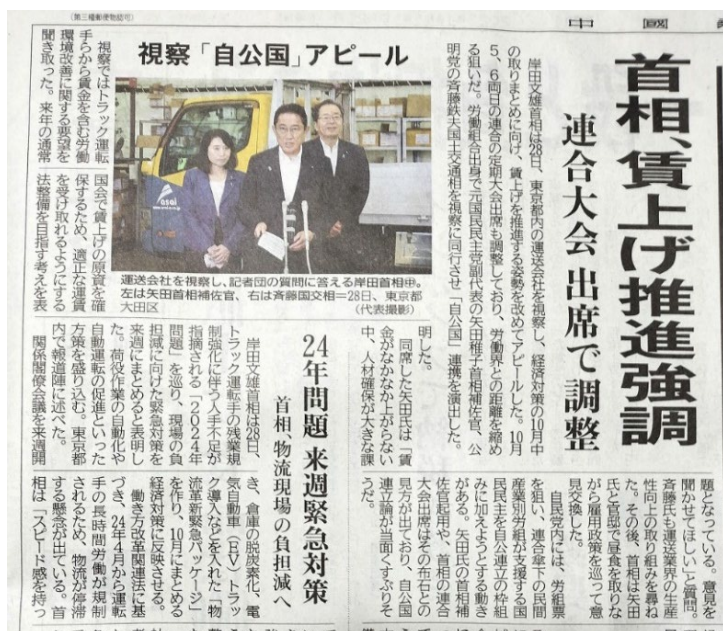 (第三種郵便物認可)
中國
首相、賃上げ推進強調
連合大会 出席で調整
岸田文雄首相は28日、東京都内の運送会社を視察し、経済対策の10月中
の取りまとめに向け、賃上げを推進する姿勢を改めてアピールした。10月
5、6両日の連合の定期大会出席も調整しており、労働界との距離を縮め
る狙いだ。労働組合出身で元国民民主党副代表の矢田稚子首相補佐官、公
明党の斉藤鉄夫国土交通相を視察に同行させ「自公国」連携を演出した。
視察「自公国」アピール
asai
運送会社を視察し、記者団の質問に答える岸田首相㊥。
左は矢田首相補佐官、右は斉藤国交相=28日、東京都
大田区
(代表撮影)
視察ではトラック運転
手らから賃金を含む労働
環境改善に関する要望を
聞き取った。来年の通常
国会で賃上げの原資を確
保するため、適正な運賃
を受け取れるようにする
法整備を目指す考えを表
明した。
同席した矢田氏は「賃
金がなかなか上がらない
中、人材確保が大きな課
題となっている。意見を
聞かせてほしい」と質問。
斉藤氏も運送業界の生産
性向上の取り組みを尋ね
た。その後、首相は矢田
氏と官邸で昼食を取りな
がら雇用政策を巡って意
見交換した。
自民党内には、労組票
を狙い、連合傘下の民間
産業別労組が支援する国
民民主を自公連立の枠組
みに加えようとする動き
がある。矢田氏の首相補
佐官起用や、首相の連合
大会出席はその布石との
見方が出ており、自公国
連立論が当面くすぶりそ
うだ。
24年問題 来週緊急対策
首相、物流現場の負担減へ
岸田文雄首相は28日、
トラック運転手の残業規
制強化に伴う人手不足が
指摘される「2024年
問題」を巡り、現場の負
担減に向けた緊急対策を
来週にまとめると表明し
た。荷役作業の自動化や
自動運転の促進といった
方策を盛り込む。東京都
内で報道陣に述べた。
関係閣僚会議を来週開
き、倉庫の脱炭素化、電
気自動車(EV)トラッ
ク導入などを入れた「物
流革新緊急パッケージ」
を作り、10月にまとめる
経済対策に反映させる。
働き方改革関連法に基
づき、24年4月から運転
手の長時間労働が規制
されるため、物流が停滞
する懸念が出ている。首
相は「スピード感を持っ